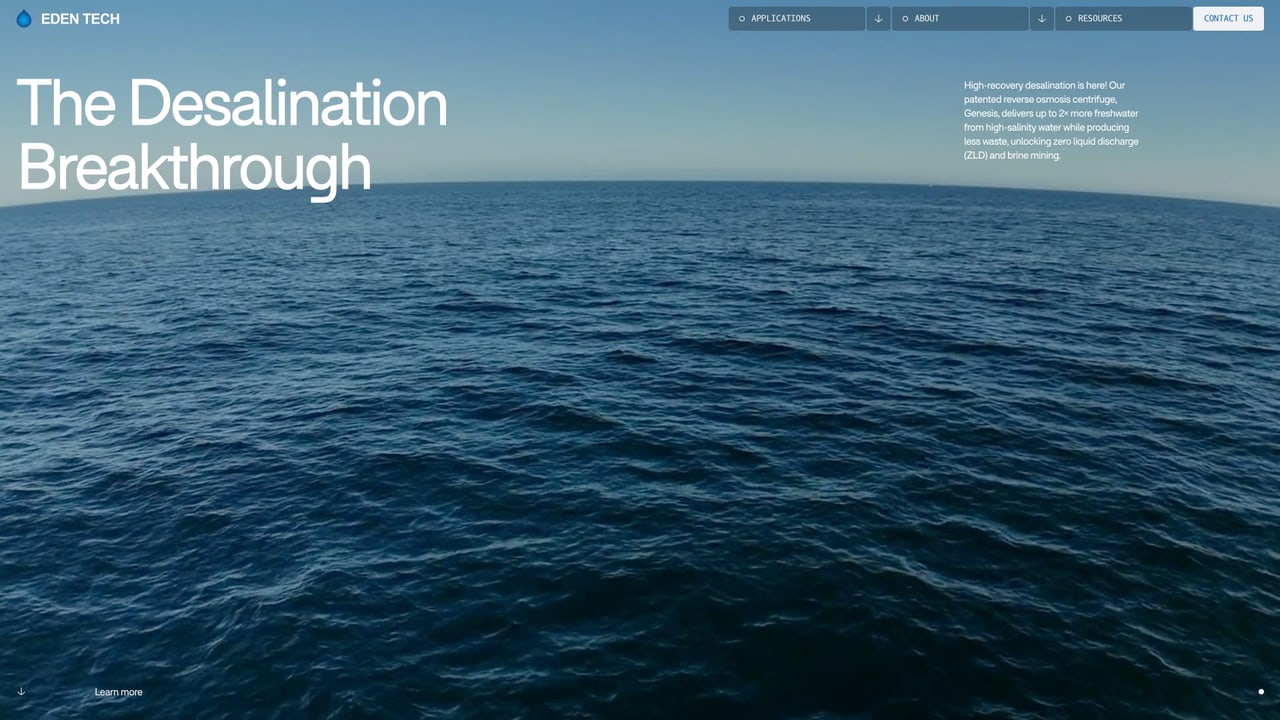 EDEN TECH
APPLICATIONS
ABOUT
RESOURCES
CONTACT US
The Desalination
Breakthrough
High-recovery desalination is here! Our
patented reverse osmosis centrifuge,
Genesis, delivers up to 2× more freshwater
from high-salinity water while producing
less waste, unlocking zero liquid discharge
(ZLD) and brine mining.
Learn more